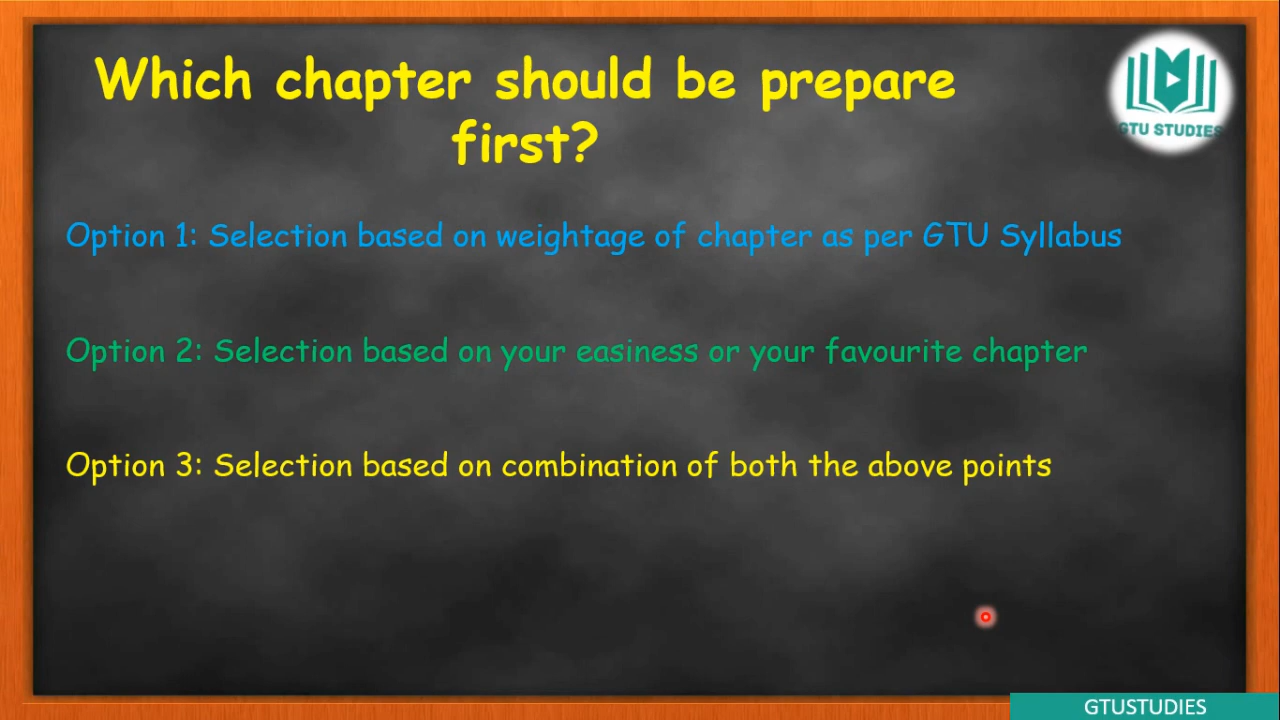 Which chapter should be prepare
first?
GTU STUDIES
Option 1: Selection based on weightage of chapter as per GTU Syllabus
Option 2: Selection based on your easiness or your favourite chapter
Option 3: Selection based on combination of both the above points
GTUSTUDIES